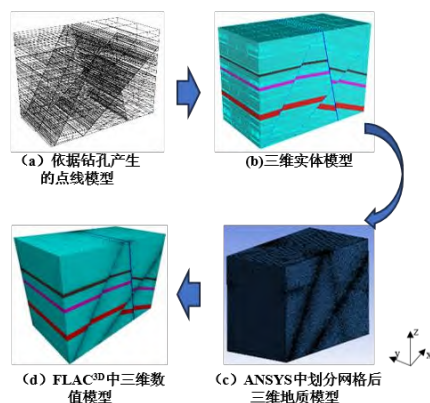 （a）依据钻孔产生
的点线模型
(b)三维实体模型
（d）FLAC3D中三维数
值模型
（c）ANSYS中划分网格后
三维地质模型
z
y
x